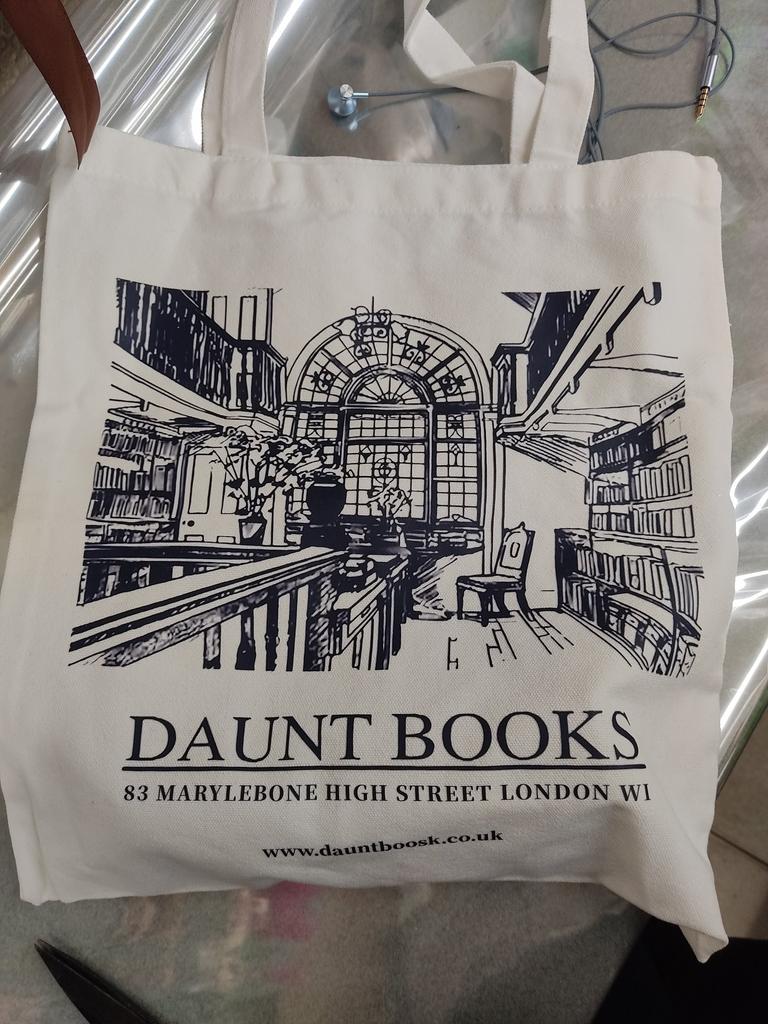 DAUNT BOOKS
83 MARYLEBONE HIGH STREET LONDON WI
www.dauntboosk.co.uk